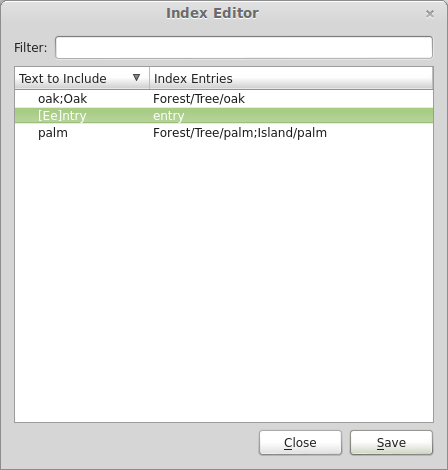 Index Editor
Filter:
Text to Include Index Entries
oak;Oak Forest/Tree/oak
[Ee]ntry entry
palm Forest/Tree/palm;Island/palm
Close Save